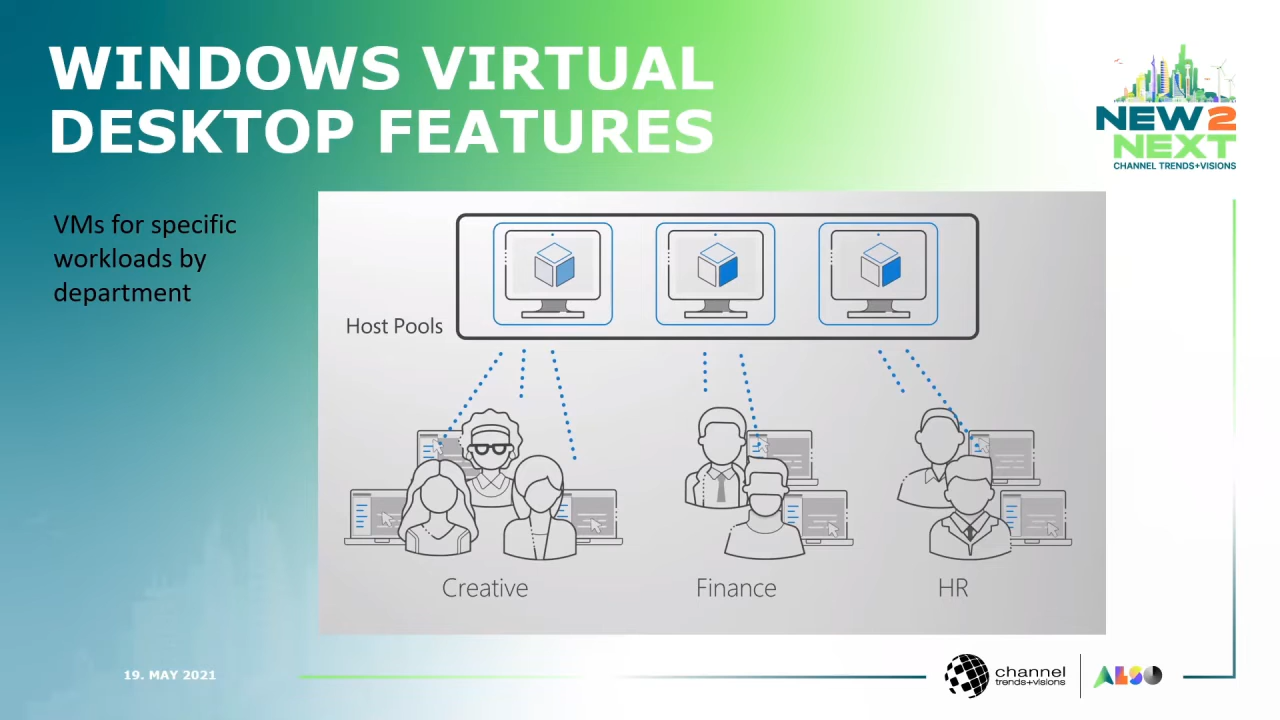 WINDOWS VIRTUAL
DESKTOP FEATURES
NEW 2
NEXT
CHANNEL TRENDS+VISIONS
VMs for specific
workloads by
department
Host Pools
Creative
Finance
HR
19. MAY 2021
channel
trends+visions
ALSO